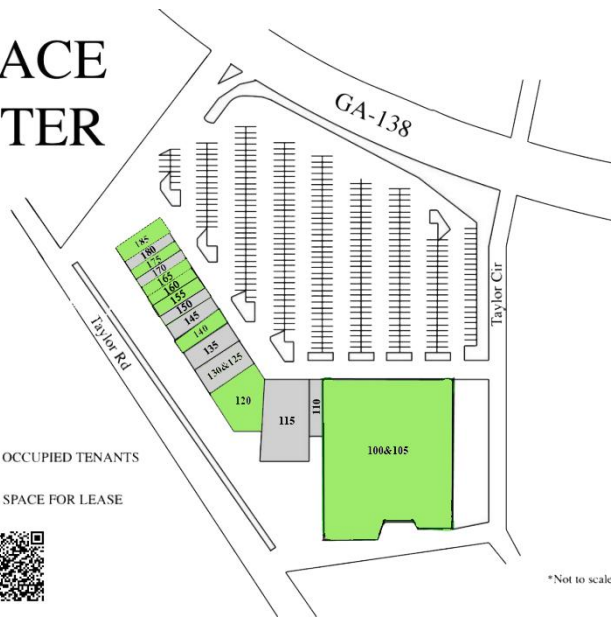 ACE
TER
GA-138
185
180
175
170
165
160
155
150
145
140
135
130&125
120
115
110
100&105
Taylor Rd
Taylor Cir
OCCUPIED TENANTS
SPACE FOR LEASE
*Not to scale